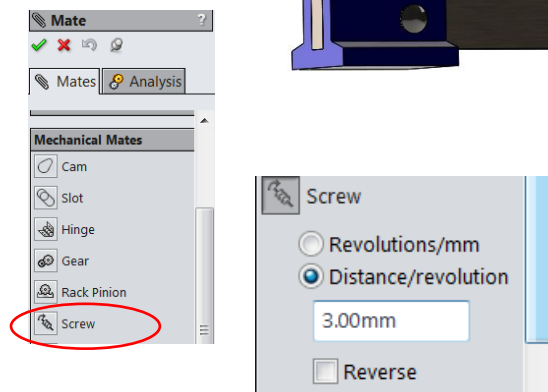 Mate ?
Mates Analysis
Mechanical Mates
Cam
Slot
Hinge
Gear
Rack Pinion
Screw
Screw
Revolutions/mm
Distance/revolution
3.00mm
Reverse